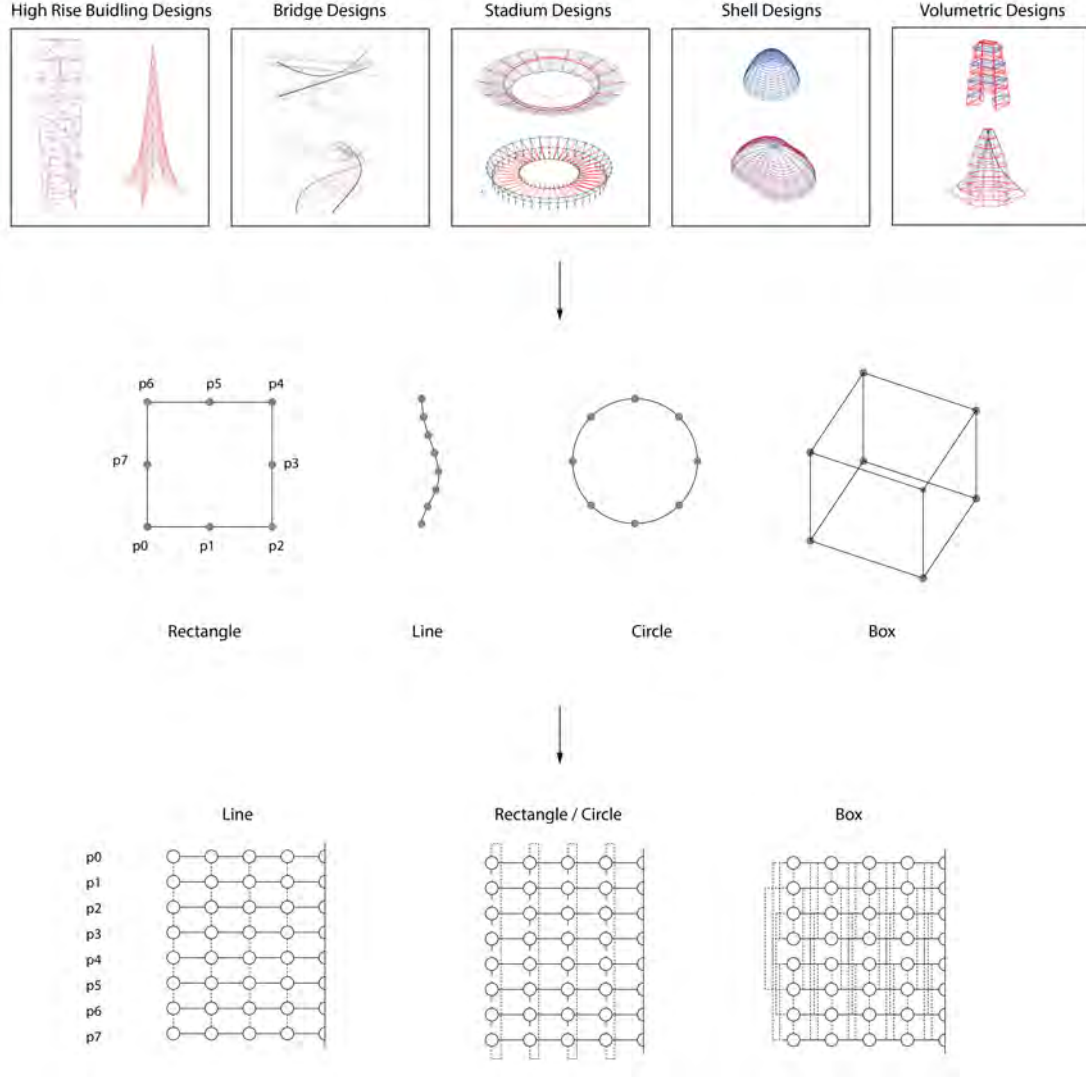 High Rise Buidling Designs
Bridge Designs
Stadium Designs
Shell Designs
Volumetric Designs
p6 p5 p4
p7 p3
p0 p1 p2
Rectangle
Line
Circle
Box
Line
Rectangle / Circle
Box
p0
p1
p2
p3
p4
p5
p6
p7